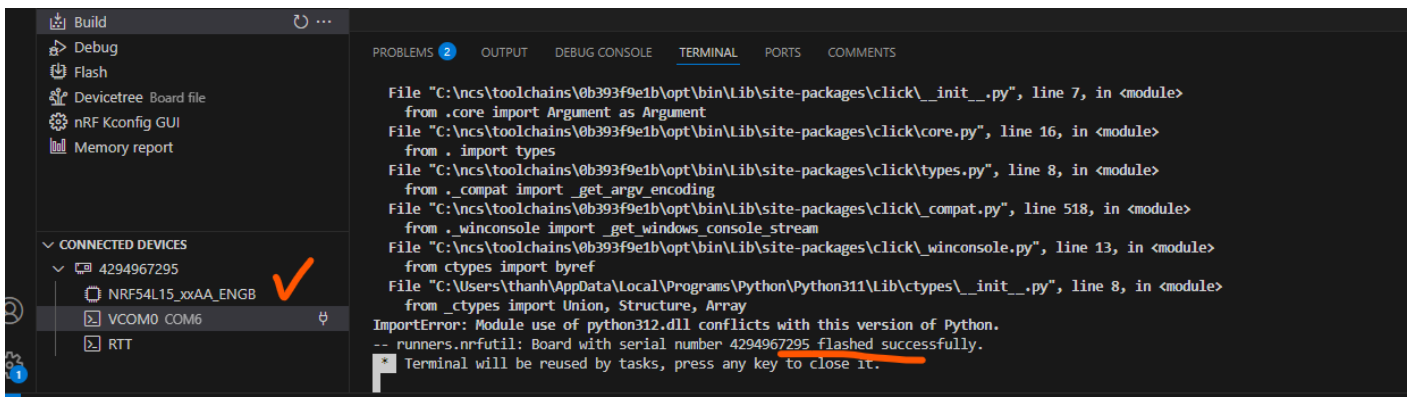 Build
Debug
Flash
Devicetree Board file
nRF Kconfig GUI
Memory report
CONNECTED DEVICES
4294967295
NRF54L15_xxAA_ENGB
VCOM0 COM6
RTT
1
PROBLEMS 2 OUTPUT DEBUG CONSOLE TERMINAL PORTS COMMENTS
File "C:\ncs\toolchains\0b393f9e1b\opt\bin\Lib\site-packages\click\__init__.py", line 7, in <module>
from .core import Argument as Argument
File "C:\ncs\toolchains\0b393f9e1b\opt\bin\Lib\site-packages\click\core.py", line 16, in <module>
from . import types
File "C:\ncs\toolchains\0b393f9e1b\opt\bin\Lib\site-packages\click\types.py", line 8, in <module>
from ._compat import _get_argv_encoding
File "C:\ncs\toolchains\0b393f9e1b\opt\bin\Lib\site-packages\click\_compat.py", line 518, in <module>
from ._winconsole import _get_windows_console_stream
File "C:\ncs\toolchains\0b393f9e1b\opt\bin\Lib\site-packages\click\_winconsole.py", line 13, in <module>
from ctypes import byref
File "C:\Users\thanh\AppData\Local\Programs\Python\Python311\Lib\ctypes\__init__.py", line 8, in <module>
from _ctypes import Union, Structure, Array
ImportError: Module use of python312.dll conflicts with this version of Python.
-- runners.nrfutil: Board with serial number 4294967295 flashed successfully.
* Terminal will be reused by tasks, press any key to close it.